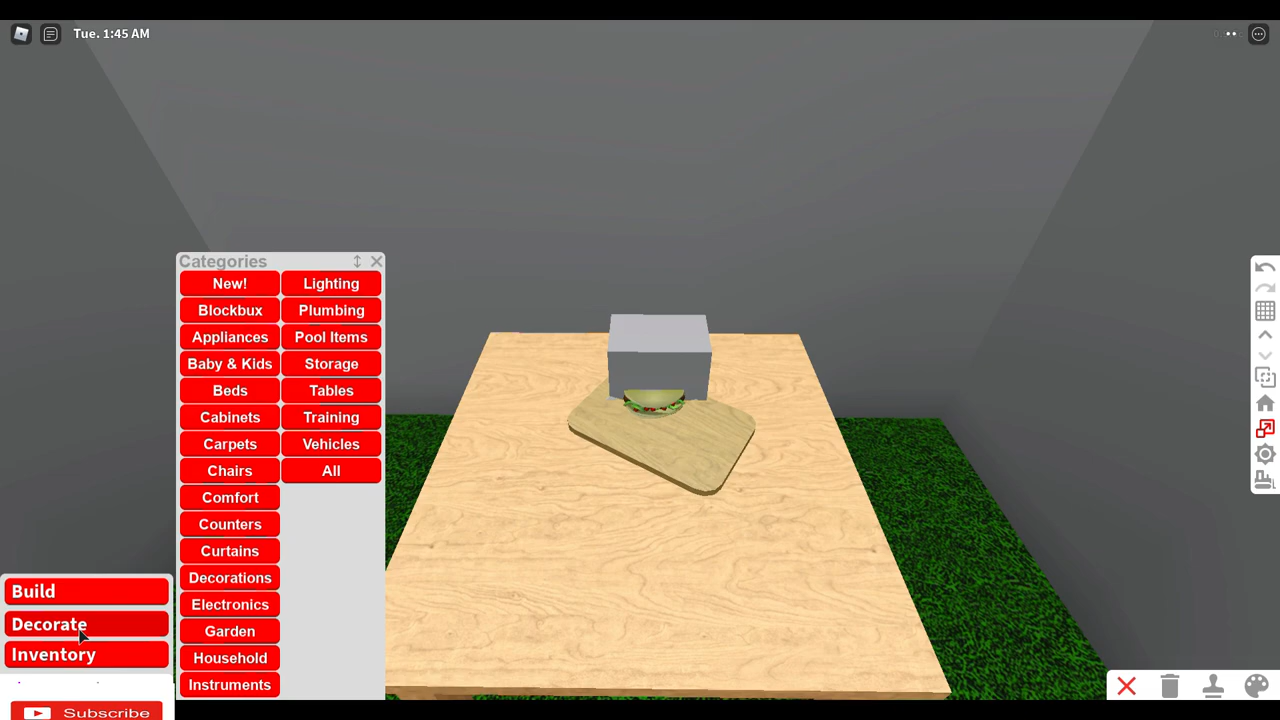 Tue. 1:45 AM
Categories
New!
Lighting
Blockbux
Plumbing
Appliances
Pool Items
Baby & Kids
Storage
Beds
Tables
Cabinets
Training
Carpets
Vehicles
Chairs
All
Comfort
Counters
Curtains
Decorations
Electronics
Garden
Household
Instruments
Build
Decorate
Inventory
Subscribe